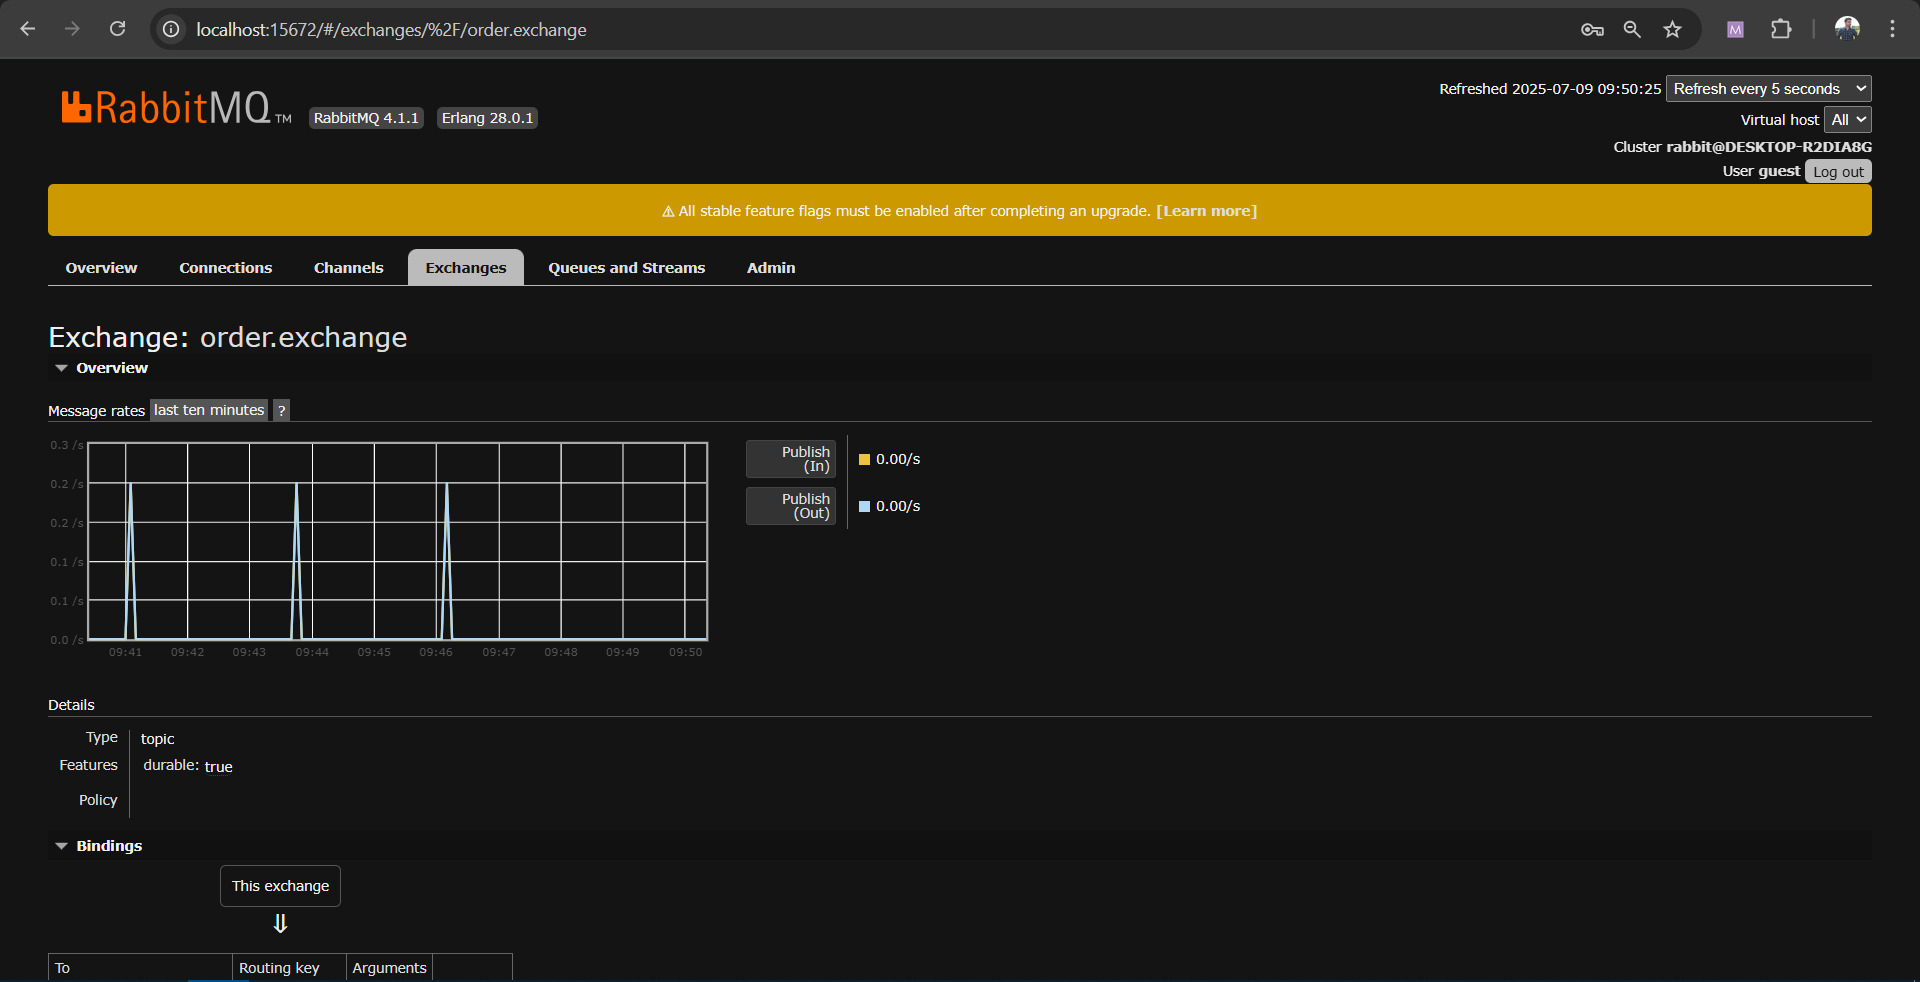 localhost:15672/#/exchanges/%2F/order.exchange
M
RabbitMQ TM
RabbitMQ 4.1.1
Erlang 28.0.1
Refreshed 2025-07-09 09:50:25 Refresh every 5 seconds
Virtual host All
Cluster rabbit@DESKTOP-R2DIA8G
User guest Log out
⚠ All stable feature flags must be enabled after completing an upgrade. [Learn more]
Overview
Connections
Channels
Exchanges
Queues and Streams
Admin
Exchange: order.exchange
Overview
Message rates last ten minutes ?
0.3 /s
0.2 /s
0.2 /s
0.1 /s
0.1 /s
0.0 /s
09:41 09:42 09:43 09:44 09:45 09:46 09:47 09:48 09:49 09:50
Publish
(In)
0.00/s
Publish
(Out)
0.00/s
Details
Type topic
Features durable: true
Policy
Bindings
This exchange
⇓
To Routing key Arguments